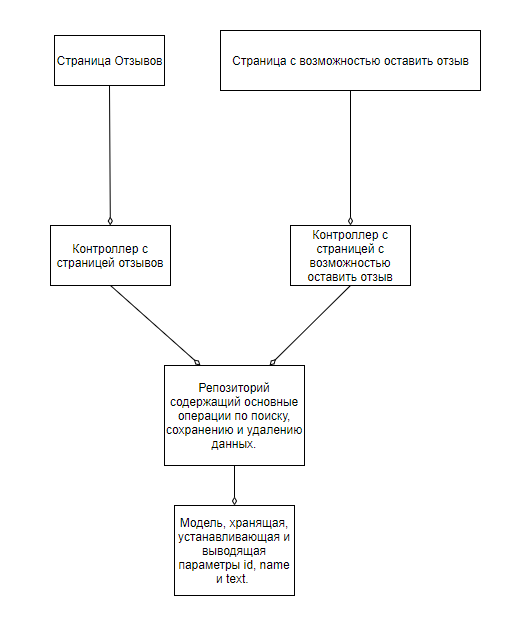 Страница Отзывов
Страница с возможностью оставить отзыв
Контроллер с
страницей отзывов
Контроллер с
страницей с
возможностью
оставить отзыв
Репозиторий
содержащий основные
операции по поиску,
сохранению и удалению
данных.
Модель, хранящая,
устанавливающая и
выводящая
параметры id, name
и text.